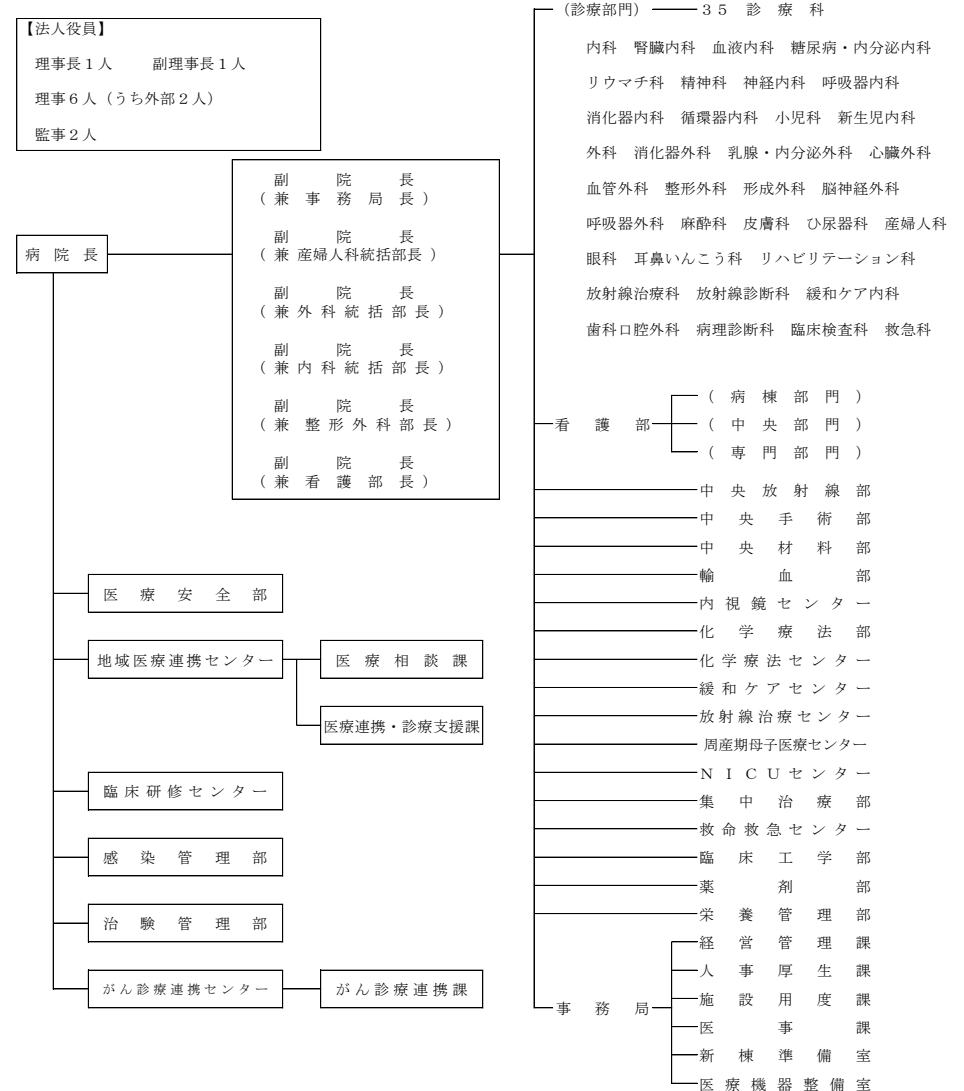 【法人役員】
理事長１人　副理事長１人
理事６人（うち外部２人）
監事２人
病院長
副院長
（兼事務局長）
副院長
（兼産婦人科統括部長）
副院長
（兼外科統括部長）
副院長
（兼内科統括部長）
副院長
（兼整形外科部長）
副院長
（兼看護部長）
医療安全部
地域医療連携センター
医療相談課
医療連携・診療支援課
臨床研修センター
感染管理部
治験管理部
がん診療連携センター
がん診療連携課
（診療部門）
３５診療科
内科　腎臓内科　血液内科　糖尿病・内分泌内科
リウマチ科　精神科　神経内科　呼吸器内科
消化器内科　循環器内科　小児科　新生児内科
外科　消化器外科　乳腺・内分泌外科　心臓外科
血管外科　整形外科　形成外科　脳神経外科
呼吸器外科　麻酔科　皮膚科　ひ尿器科　産婦人科
眼科　耳鼻いんこう科　リハビリテーション科
放射線治療科　放射線診断科　緩和ケア内科
歯科口腔外科　病理診断科　臨床検査科　救急科
看護部
（病棟部門）
（中央部門）
（専門部門）
中央放射線部
中央手術部
中央材料部
輸血部
内視鏡センター
化学療法部
化学療法センター
緩和ケアセンター
放射線治療センター
周産期母子医療センター
ＮＩＣＵセンター
集中治療部
救命救急センター
臨床工学部
薬剤部
栄養管理部
事務局
経営管理課
人事厚生課
施設用度課
医事課
新棟準備室
医療機器整備室